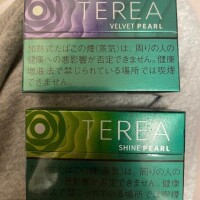 TEREA
VELVET PEARL
加熱式たばこの煙(蒸気)は、周りの人の
健康への悪影響が否定できません。健康
増進法で禁じられている場所では喫煙
できません。
TEREA
SHINE PEARL
加熱式たばこの煙(蒸気)は、周りの人の
健康への悪影響が否定できません。健康